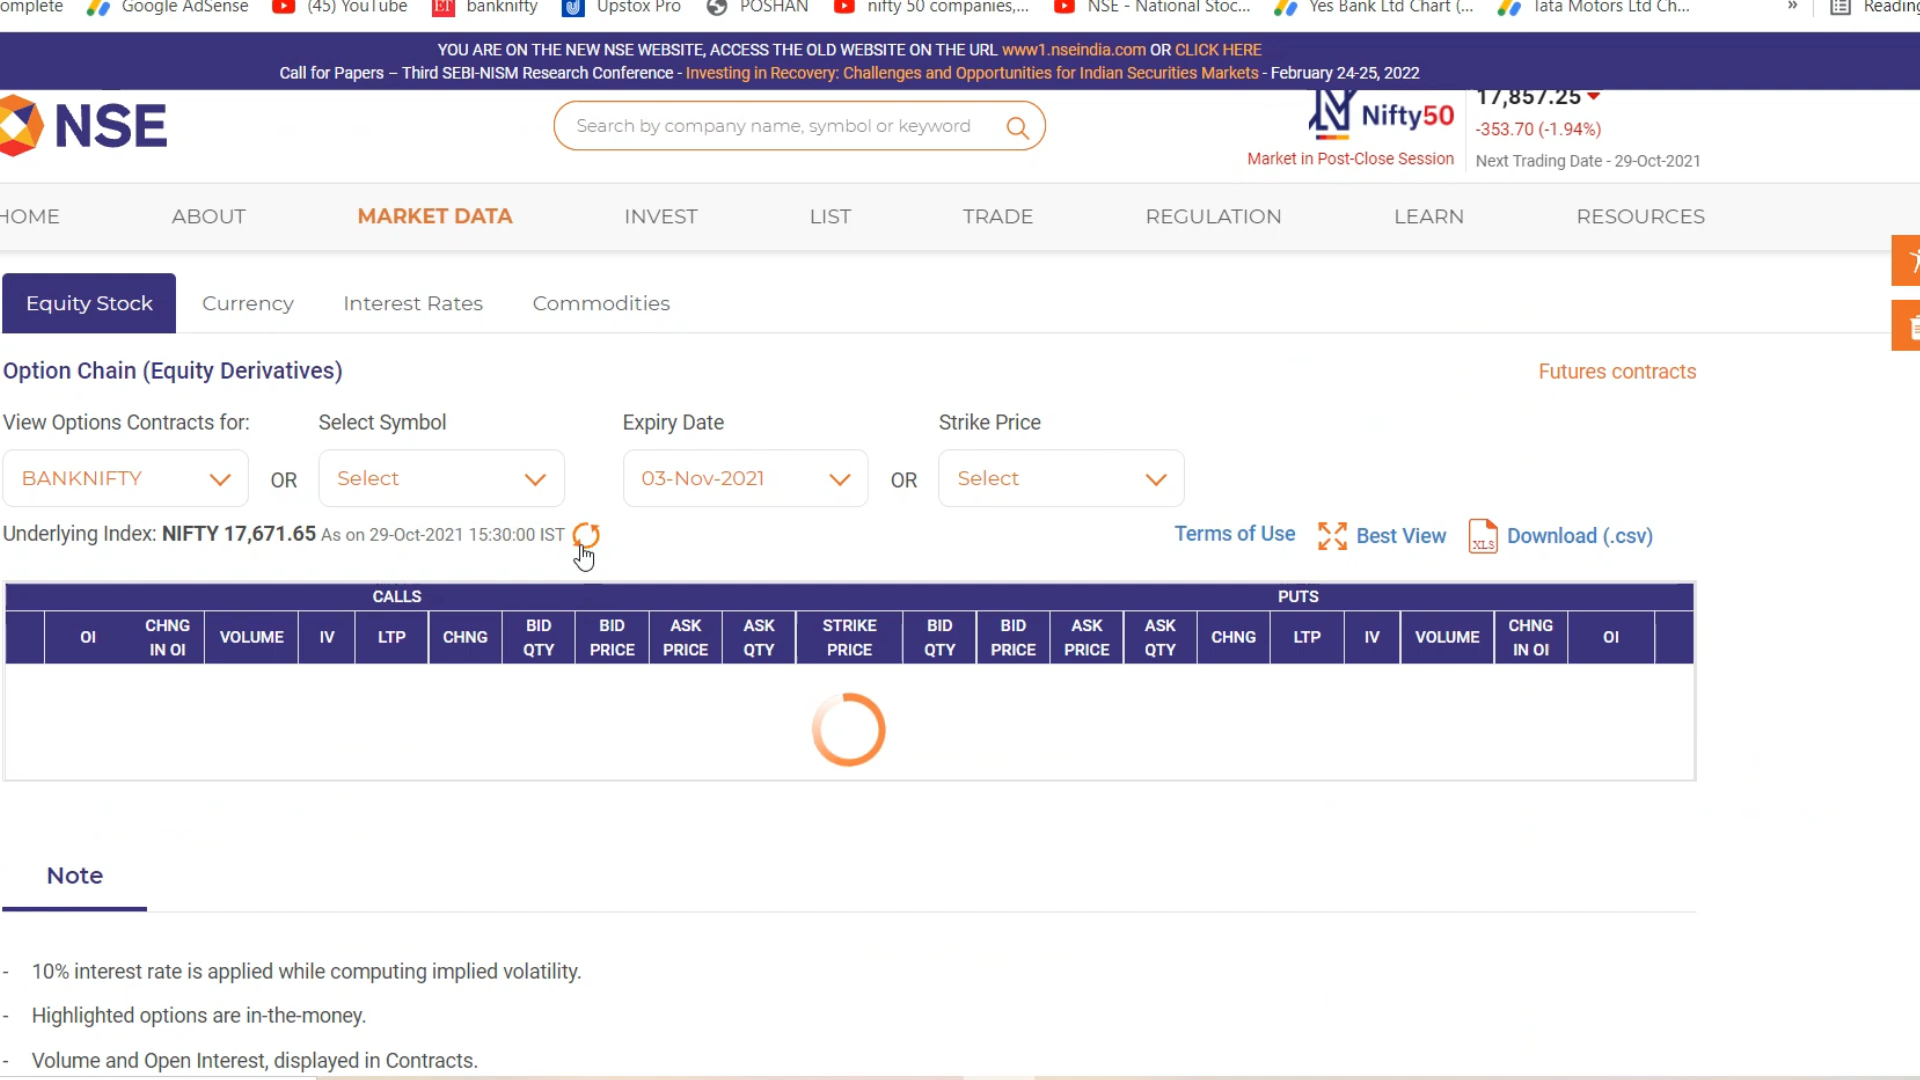 omplete Google AdSense (45) YouTube ET banknifty Upstox Pro POSHAN nifty 50 companies,... NSE - National Stoc... Yes Bank Ltd Chart (... Tata Motors Ltd Ch... » Reading
YOU ARE ON THE NEW NSE WEBSITE, ACCESS THE OLD WEBSITE ON THE URL www1.nseindia.com OR CLICK HERE
Call for Papers – Third SEBI-NISM Research Conference - Investing in Recovery: Challenges and Opportunities for Indian Securities Markets - February 24-25, 2022
NSE
Search by company name, symbol or keyword
Nifty50
17,857.25
-353.70 (-1.94%)
Market in Post-Close Session
Next Trading Date - 29-Oct-2021
HOME ABOUT MARKET DATA INVEST LIST TRADE REGULATION LEARN RESOURCES
Equity Stock Currency Interest Rates Commodities
Option Chain (Equity Derivatives) Futures contracts
View Options Contracts for: Select Symbol Expiry Date Strike Price
BANKNIFTY OR Select 03-Nov-2021 OR Select
Underlying Index: NIFTY 17,671.65 As on 29-Oct-2021 15:30:00 IST Terms of Use Best View XLS Download (.csv)
CALLS PUTS
OI CHNG IN OI VOLUME IV LTP CHNG BID QTY BID PRICE ASK PRICE ASK QTY STRIKE PRICE BID QTY BID PRICE ASK PRICE ASK QTY CHNG LTP IV VOLUME CHNG IN OI OI
Note
- 10% interest rate is applied while computing implied volatility.
- Highlighted options are in-the-money.
- Volume and Open Interest, displayed in Contracts.